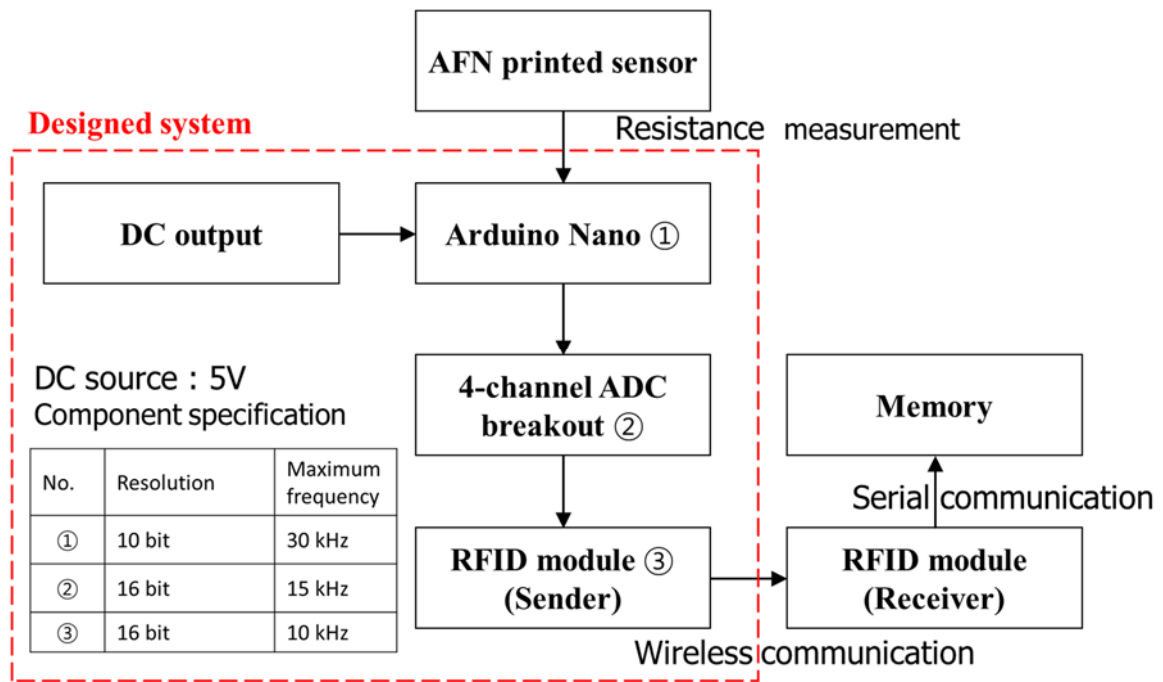 AFN printed sensor
Designed system
Resistance measurement
DC output
Arduino Nano ①
DC source : 5V
Component specification
4-channel ADC
breakout ②
Memory
No. Resolution Maximum
frequency
① 10 bit 30 kHz
② 16 bit 15 kHz
③ 16 bit 10 kHz
Serial communication
RFID module ③
(Sender)
RFID module
(Receiver)
Wireless communication